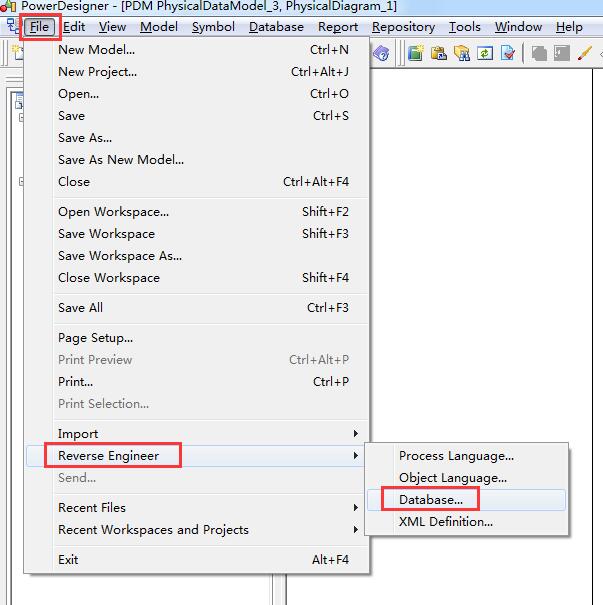 PowerDesigner - [PDM PhysicalDataModel_3, PhysicalDiagram_1]
File Edit View Model Symbol Database Report Repository Tools Window Help
New Model... Ctrl+N
New Project... Ctrl+Alt+J
Open... Ctrl+O
Save Ctrl+S
Save As...
Save As New Model...
Close Ctrl+Alt+F4
Open Workspace... Shift+F2
Save Workspace Shift+F3
Save Workspace As...
Close Workspace Shift+F4
Save All Ctrl+F3
Page Setup...
Print Preview Ctrl+Alt+P
Print... Ctrl+P
Print Selection...
Import
Reverse Engineer
Process Language...
Send...
Object Language...
Database...
Recent Files
XML Definition...
Recent Workspaces and Projects
Exit Alt+F4